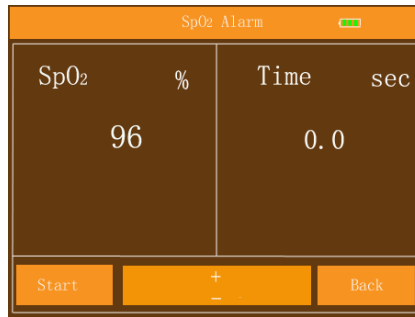 SpO₂ Alarm
SpO₂ % Time sec
96 0.0
Start + Back
−